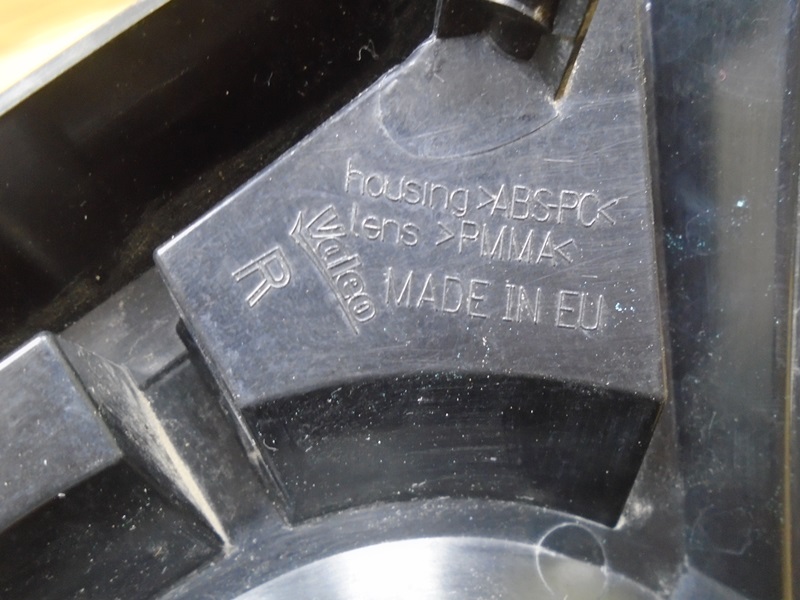 housing >ABS-PC<
lens >PMMA<
Valeo
R
MADE IN EU